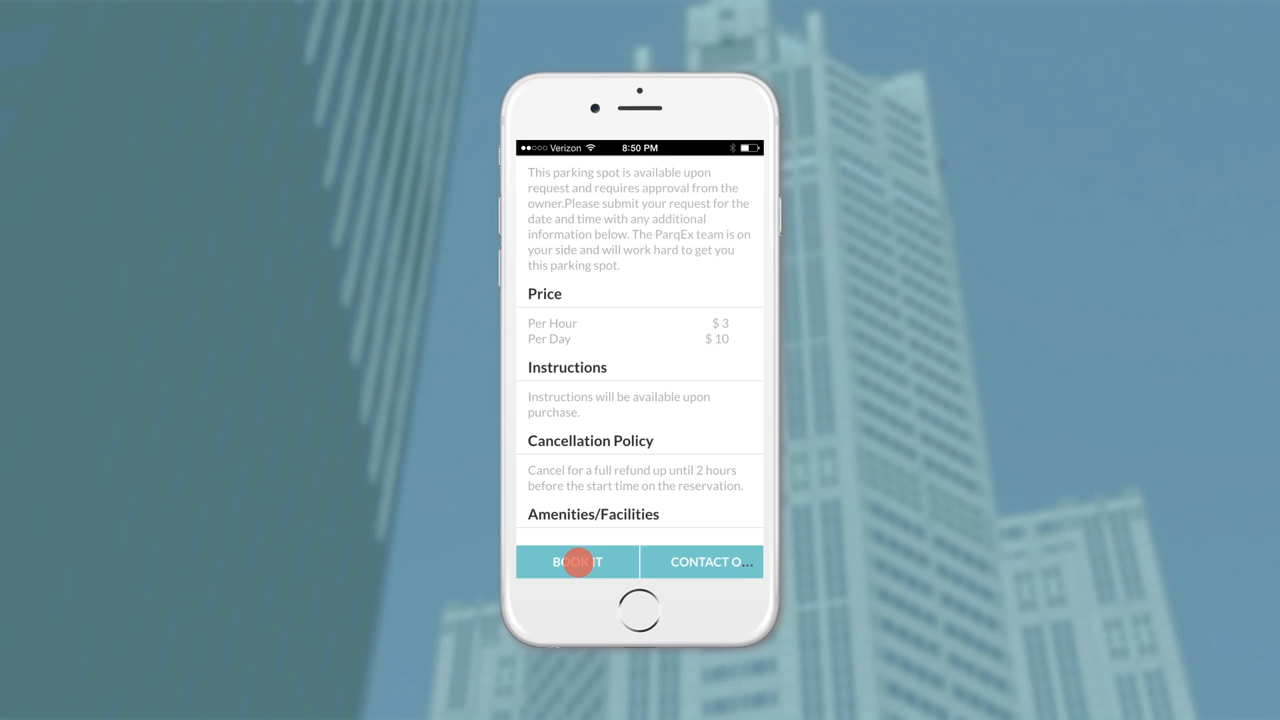 Verizon 8:50 PM
This parking spot is available upon
request and requires approval from the
owner.Please submit your request for the
date and time with any additional
information below. The ParqEx team is on
your side and will work hard to get you
this parking spot.
Price
Per Hour $ 3
Per Day $ 10
Instructions
Instructions will be available upon
purchase.
Cancellation Policy
Cancel for a full refund up until 2 hours
before the start time on the reservation.
Amenities/Facilities
BOOK IT CONTACT O...